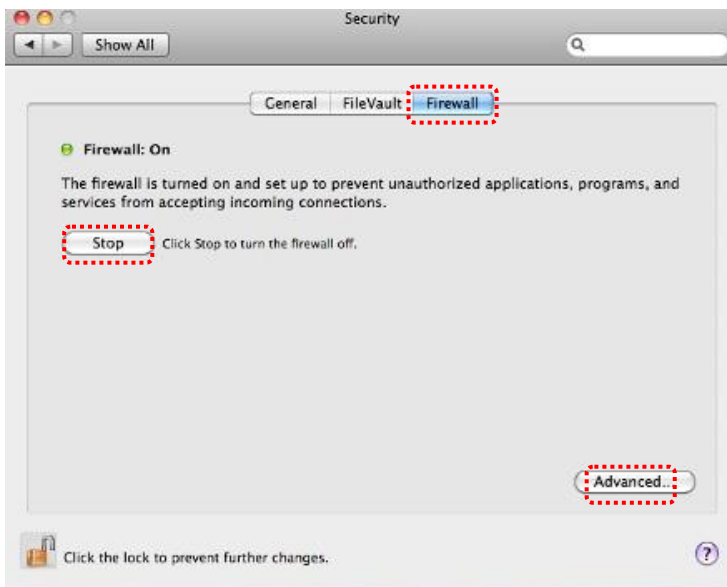 Security
Show All
General FileVault Firewall
Firewall: On
The firewall is turned on and set up to prevent unauthorized applications, programs, and
services from accepting incoming connections.
Stop Click Stop to turn the firewall off.
Advanced...
Click the lock to prevent further changes.
?